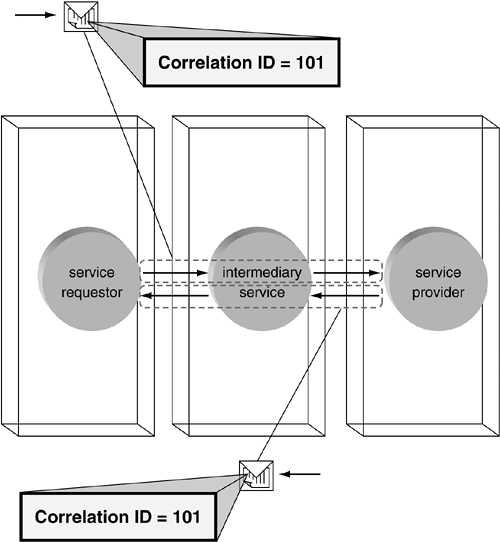 Correlation ID = 101
service
requestor
intermediary
service
service
provider
Correlation ID = 101